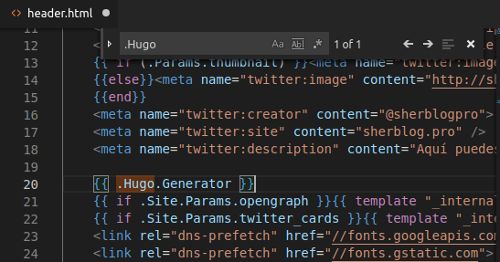 header.html
.Hugo
Aa
Abl
.*
1 of 1
11 <
12 <
13 {{ if (.Params.thumbnail) }}<meta name="twitter:imag
14 {{else}}<meta name="twitter:image" content="http://sh
15 {{end}}
16 <meta name="twitter:creator" content="@sherblogpro">
17 <meta name="twitter:site" content="sherblog.pro" />
18 <meta name="twitter:description" content="Aquí puedes
19
20 {{ .Hugo.Generator }}
21 {{ if .Site.Params.opengraph }}{{ template "_interna
22 {{ if .Site.Params.twitter_cards }}{{ template "_int
23 <link rel="dns-prefetch" href="//fonts.googleapis.com
24 <link rel="dns-prefetch" href="//fonts.gstatic.com">